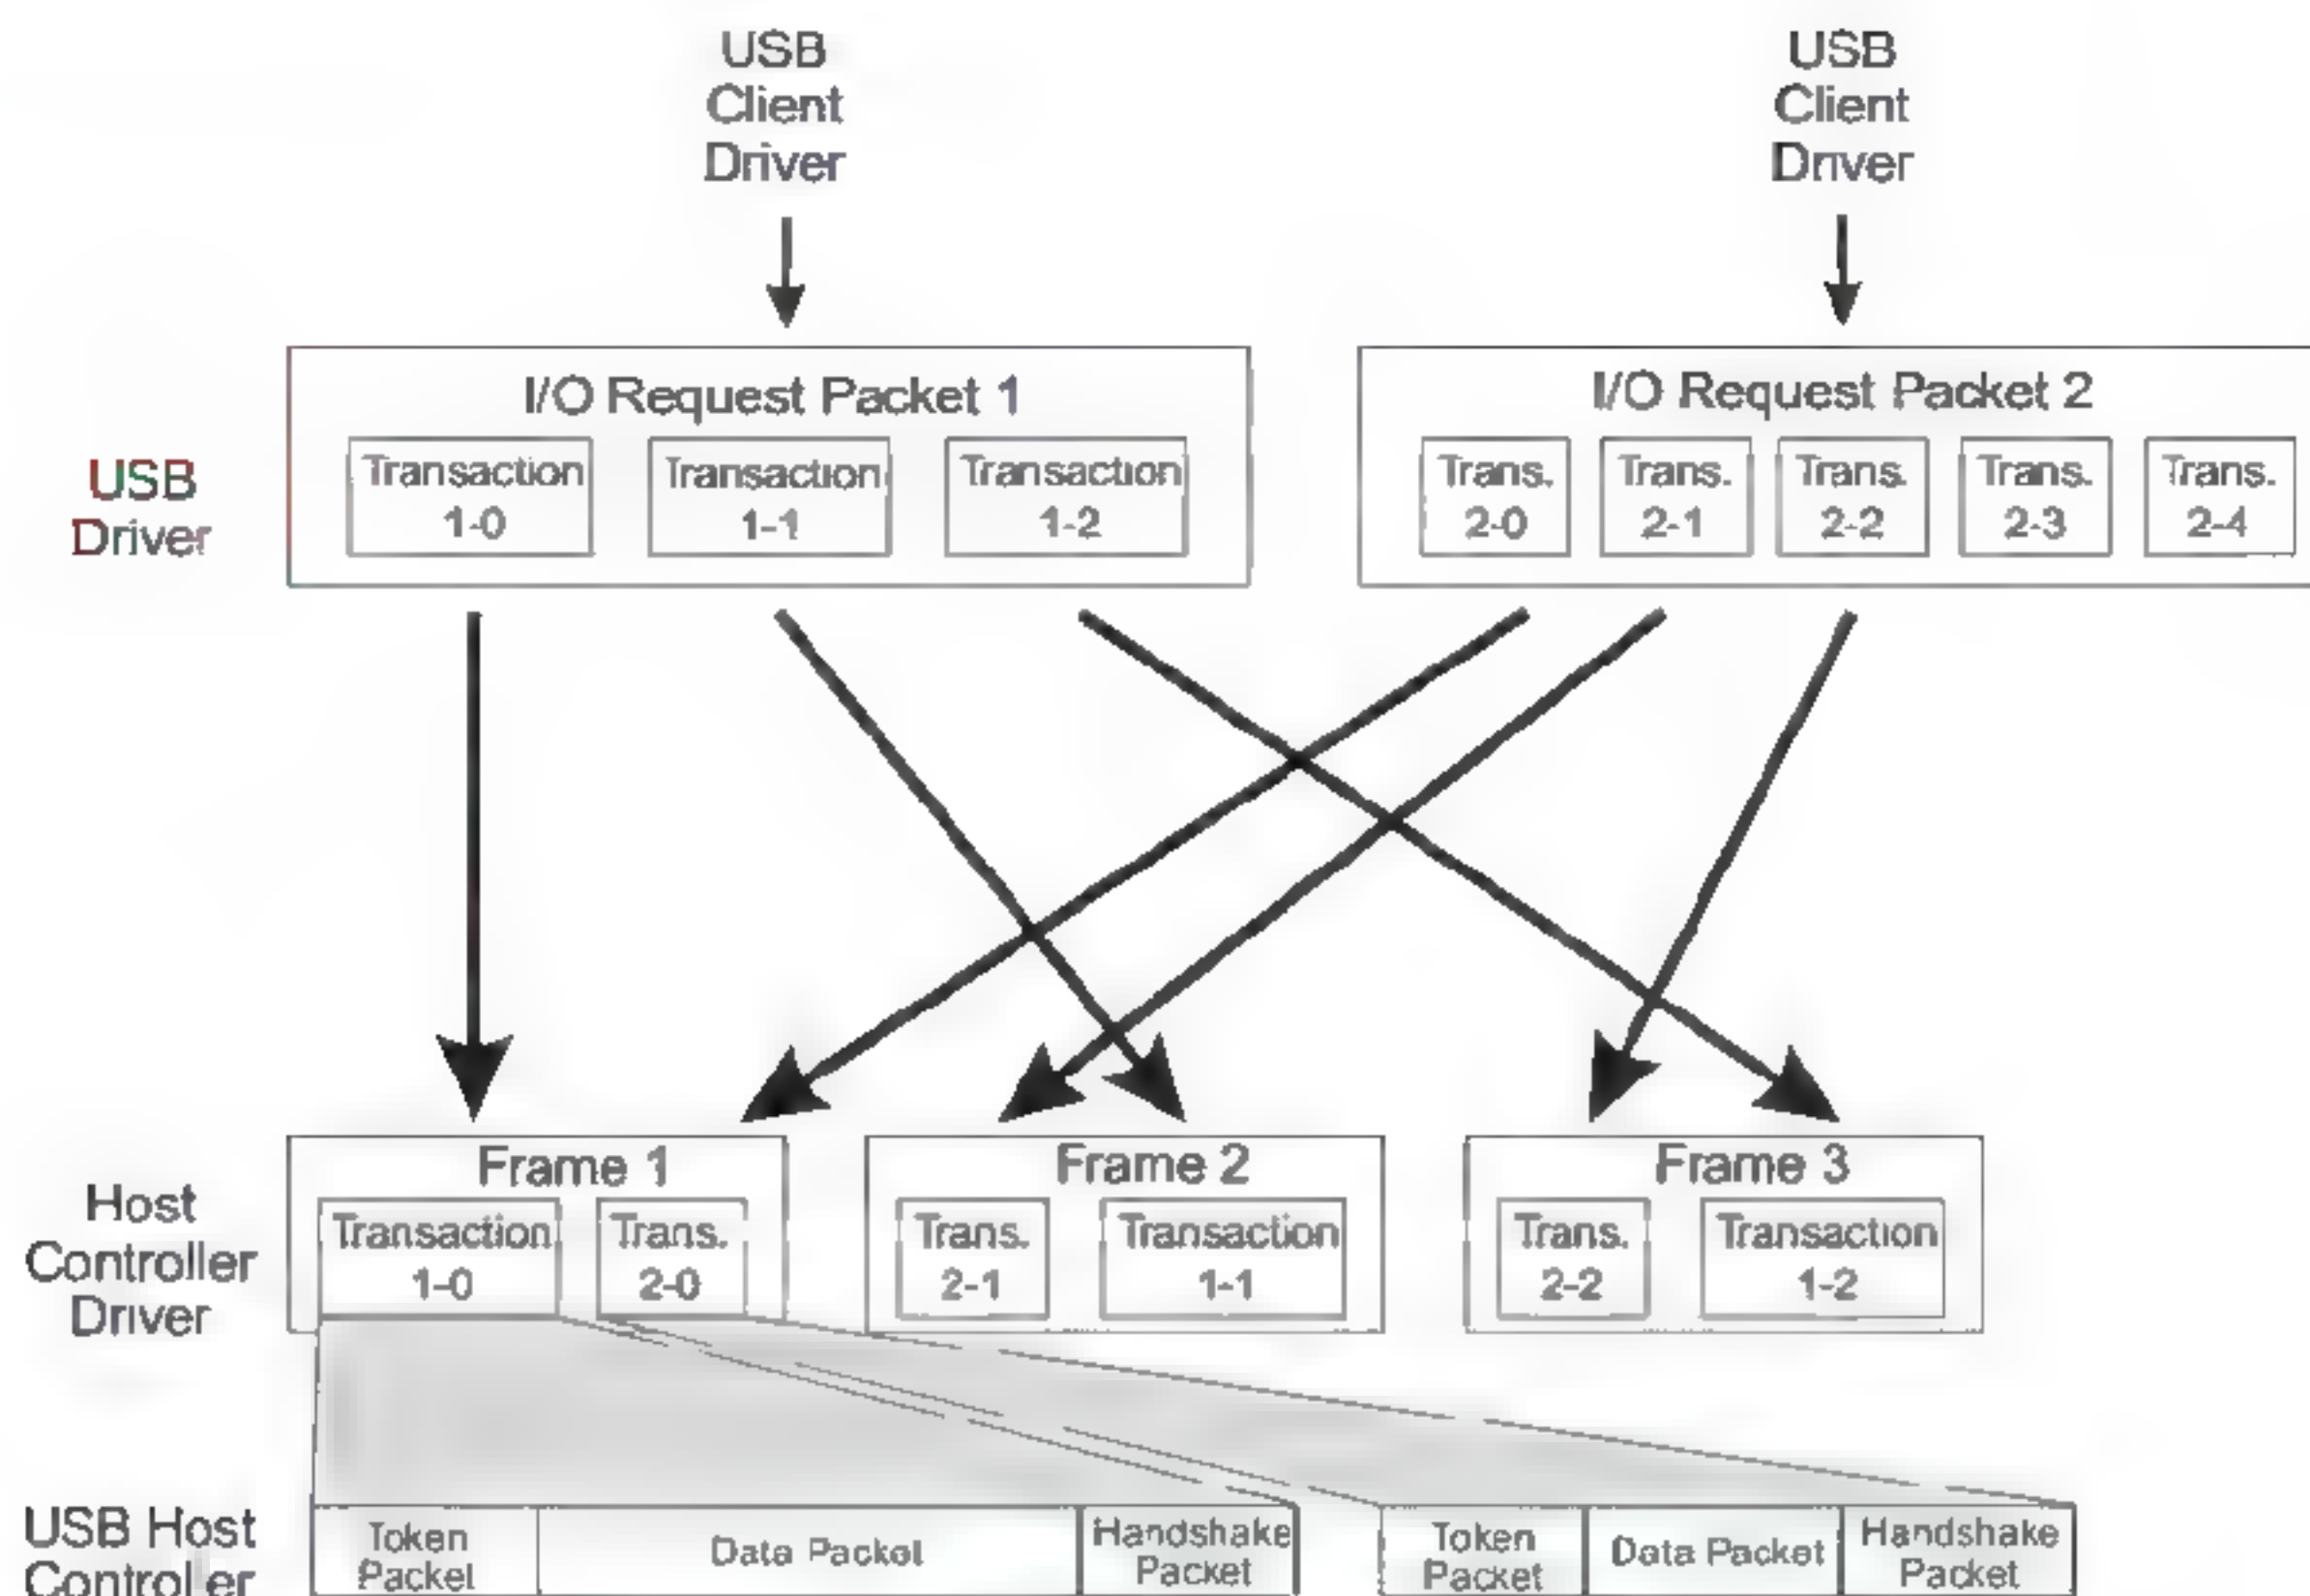 USB
Client
Driver
USB
Client
Driver
USB
Driver
I/O Request Packet 1
Transaction
1-0
Transaction
1-1
Transaction
1-2
I/O Request Packet 2
Trans.
2-0
Trans.
2-1
Trans.
2-2
Trans.
2-3
Trans.
2-4
Host
Controller
Driver
Frame 1
Transaction
1-0
Trans.
2-0
Frame 2
Trans.
2-1
Transaction
1-1
Frame 3
Trans.
2-2
Transaction
1-2
USB Host
Controller
Token
Packet
Data Packet
Handshake
Packet
Token
Packet
Data Packet
Handshake
Packet